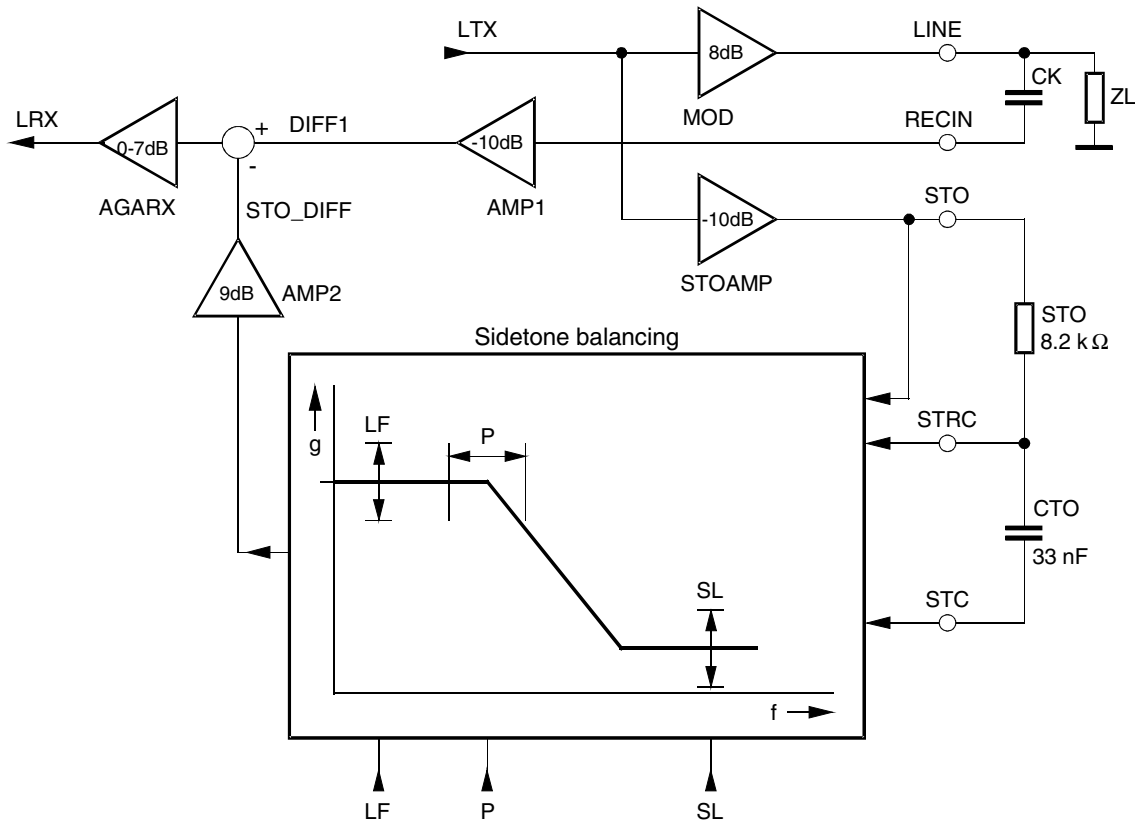 LTX
8dB
MOD
LINE
CK
ZL
LRX
0-7dB
AGARX
+
-
DIFF1
-10dB
AMP1
RECIN
STO_DIFF
-10dB
STOAMP
STO
9dB
AMP2
STO
8.2 k Ω
Sidetone balancing
LF
P
g
STRC
CTO
33 nF
SL
STC
f
LF
P
SL